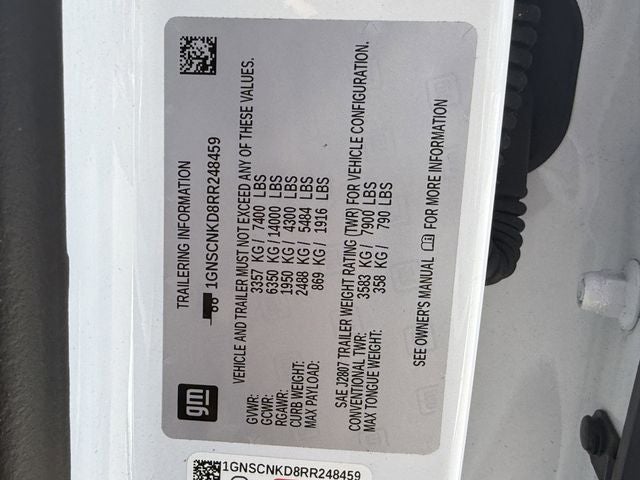 TRAILERING INFORMATION
1GNSCNKD8RR248459
VEHICLE AND TRAILER MUST NOT EXCEED ANY OF THESE VALUES.
GVWR: 3357 KG / 7400 LBS
GCWR: 6350 KG / 14000 LBS
RGAWR: 1950 KG / 4300 LBS
CURB WEIGHT: 2488 KG / 5484 LBS
MAX PAYLOAD: 869 KG / 1916 LBS
SAE J2807 TRAILER WEIGHT RATING (TWR) FOR VEHICLE CONFIGURATION.
CONVENTIONAL TWR: 3583 KG / 7900 LBS
MAX TONGUE WEIGHT: 358 KG / 790 LBS
SEE OWNER'S MANUAL FOR MORE INFORMATION
gm
1GNSCNKD8RR248459